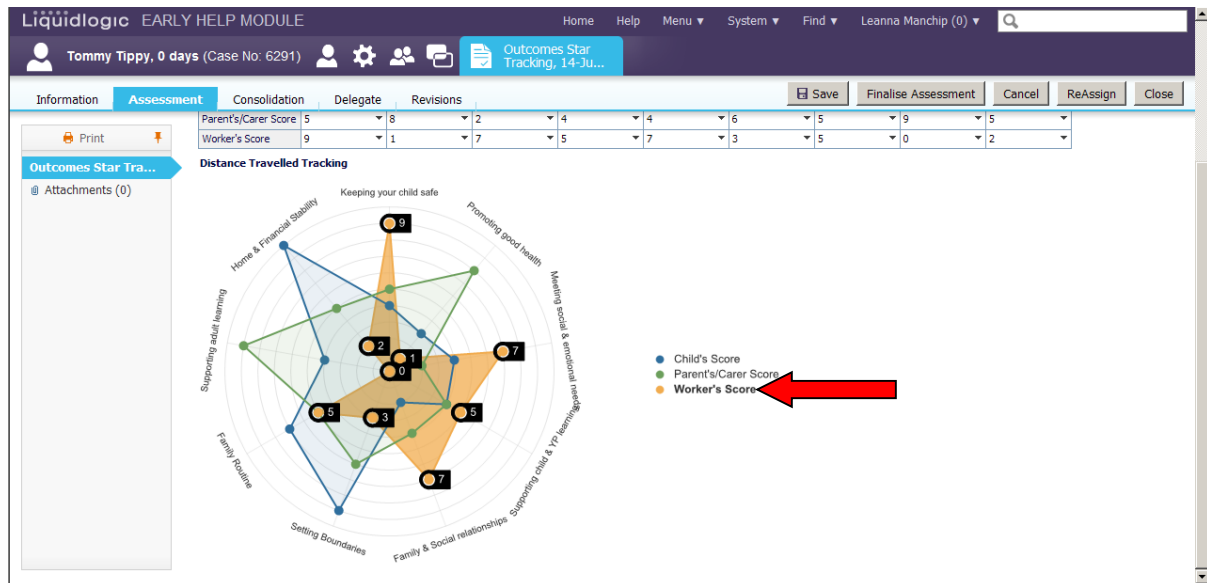 Liquidlogic EARLY HELP MODULE Home Help Menu ▼ System ▼ Find ▼ Leanna Manchip (0) ▼
Tommy Tippy, 0 days (Case No: 6291) Outcomes Star
Tracking, 14-Ju...
Information Assessment Consolidation Delegate Revisions Save Finalise Assessment Cancel ReAssign Close
Print
Outcomes Star Tra...
Attachments (0)
Parent's/Carer Score 5 8 2 4 4 6 5 9 5
Worker's Score 9 1 7 5 7 3 5 0 2
Distance Travelled Tracking
Keeping your child safe
Promoting good health
Meeting social & emotional needs
Supporting child & YP learning
Family & Social relationships
Setting Boundaries
Family Routine
Supporting adult learning
Home & Financial Stability
9
1
7
5
7
3
5
0
2
Child's Score
Parent's/Carer Score
Worker's Score